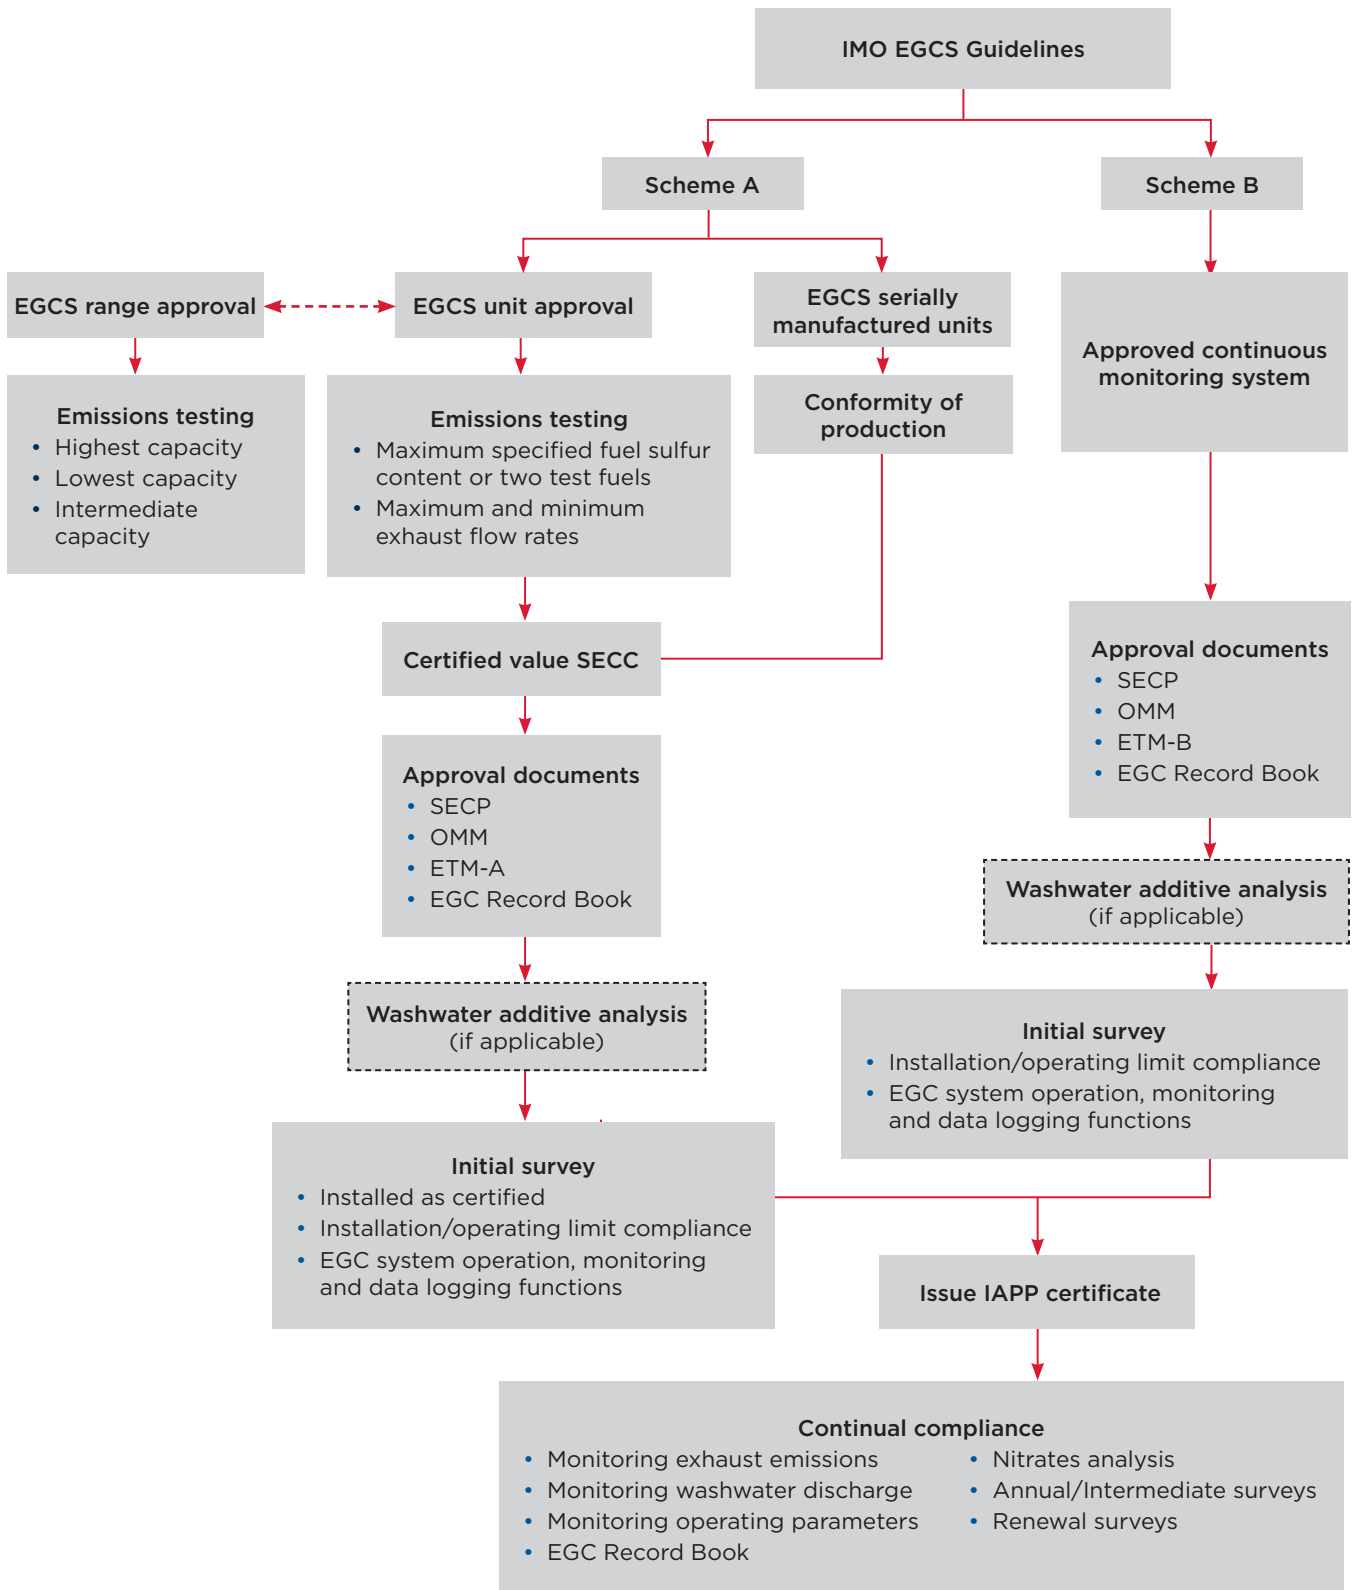 IMO EGCS Guidelines
Scheme A
Scheme B
EGCS range approval
EGCS unit approval
EGCS serially
manufactured units
Approved continuous
monitoring system
Emissions testing
• Highest capacity
• Lowest capacity
• Intermediate
capacity
Emissions testing
• Maximum specified fuel sulfur
content or two test fuels
• Maximum and minimum
exhaust flow rates
Conformity of
production
Certified value SECC
Approval documents
• SECP
• OMM
• ETM-A
• EGC Record Book
Washwater additive analysis
(if applicable)
Initial survey
• Installed as certified
• Installation/operating limit compliance
• EGC system operation, monitoring
and data logging functions
Approval documents
• SECP
• OMM
• ETM-B
• EGC Record Book
Washwater additive analysis
(if applicable)
Initial survey
• Installation/operating limit compliance
• EGC system operation, monitoring
and data logging functions
Issue IAPP certificate
Continual compliance
• Monitoring exhaust emissions
• Monitoring washwater discharge
• Monitoring operating parameters
• EGC Record Book
• Nitrates analysis
• Annual/Intermediate surveys
• Renewal surveys